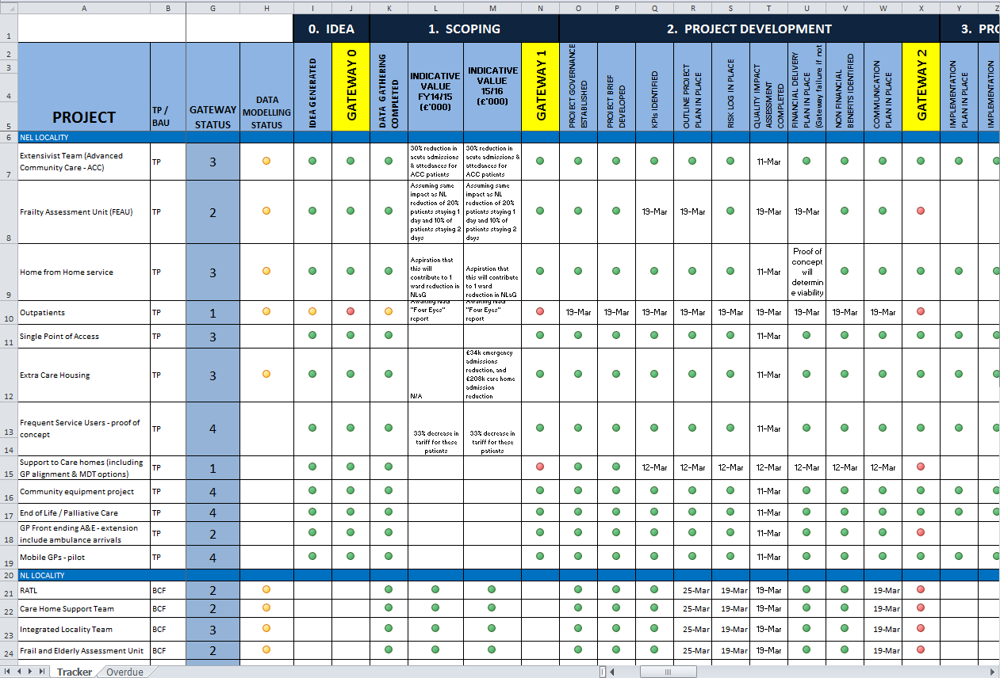 A B G H I J K L M N O P Q R S T U V W X Y Z
1 0. IDEA 1. SCOPING 2. PROJECT DEVELOPMENT 3. PRO
2
3
4
5
PROJECT
TP /
BAU
GATEWAY
STATUS
DATA
MODELLING
STATUS
IDEA GENERATED
GATEWAY 0
DATA GATHERING
COMPLETED
INDICATIVE
VALUE
FY14/15
(£'000)
INDICATIVE
VALUE
15/16
(£'000)
GATEWAY 1
PROJECT GOVERNANCE
ESTABLISHED
PROJECT BRIEF
DEVELOPED
KPIs IDENTIFIED
OUTLINE PROJECT
PLAN IN PLACE
RISK LOG IN PLACE
QUALITY IMPACT
ASSESSMENT
COMPLETED
FINANCIAL DELIVERY
PLAN IN PLACE
(Gateway failure if not
NON FINANCIAL
BENEFITS IDENTIFIED
COMMUNICATION
PLAN IN PLACE
GATEWAY 2
IMPLEMENTATION
PLAN IN PLACE
IMPLEMENTATION
6 NEL LOCALITY
7
Extensivist Team (Advanced
Community Care - ACC)
TP
3
30% reduction in
acute admissions
& attedances for
ACC patients
30% reduction in
acute admissions &
attedances for
ACC patients
11-Mar
8
Frailty Assessment Unit (FEAU)
TP
2
Assuming same
impact as NL
reduction of 20%
patients staying 1
day and 10% of
patients staying 2
days
Assuming same
impact as NL
reduction of 20%
patients staying 1
day and 10% of
patients staying 2
days
19-Mar 19-Mar 19-Mar 19-Mar
9
Home from Home service
TP
3
Aspiration that
this will
contribute to 1
ward reduction in
NLaG
Aspiration that
this will contribute
to 1 ward
reduction in NLaG
11-Mar
Proof of
concept
will
determin
e viability
10
Outpatients
TP
1
Awaiting NaG
"Four Eyes"
report
Awaiting NaG
"Four Eyes"
report
19-Mar 19-Mar 19-Mar 19-Mar 19-Mar 19-Mar 19-Mar 19-Mar 19-Mar
11 Single Point of Access TP 3 11-Mar
12
Extra Care Housing
TP
3
N/A
£34k emergency
admissions
reduction, and
£208k care home
admission
reduction
11-Mar
13
14
Frequent Service Users - proof of
concept
TP
4
33% decrease in
tariff for these
patients
33% decrease in
tariff for these
patients
11-Mar
15
Support to Care homes (including
GP alignment & MDT options)
TP
1
12-Mar 12-Mar 12-Mar 12-Mar 12-Mar 12-Mar 12-Mar
16 Community equipment project TP 4 11-Mar
17 End of Life / Palliative Care TP 4 11-Mar
18
GP Front ending A&E - extension
include ambulance arrivals
TP
2
11-Mar
19 Mobile GPs - pilot TP 4 11-Mar
20 NL LOCALITY
21 RATL BCF 2 25-Mar 19-Mar 19-Mar 19-Mar
22 Care Home Support Team BCF 2 25-Mar 19-Mar 19-Mar 19-Mar
23 Integrated Locality Team BCF 3 25-Mar 19-Mar 19-Mar 19-Mar
24 Frail and Elderly Assessment Unit BCF 2 25-Mar 19-Mar 19-Mar 19-Mar
Tracker Overdue